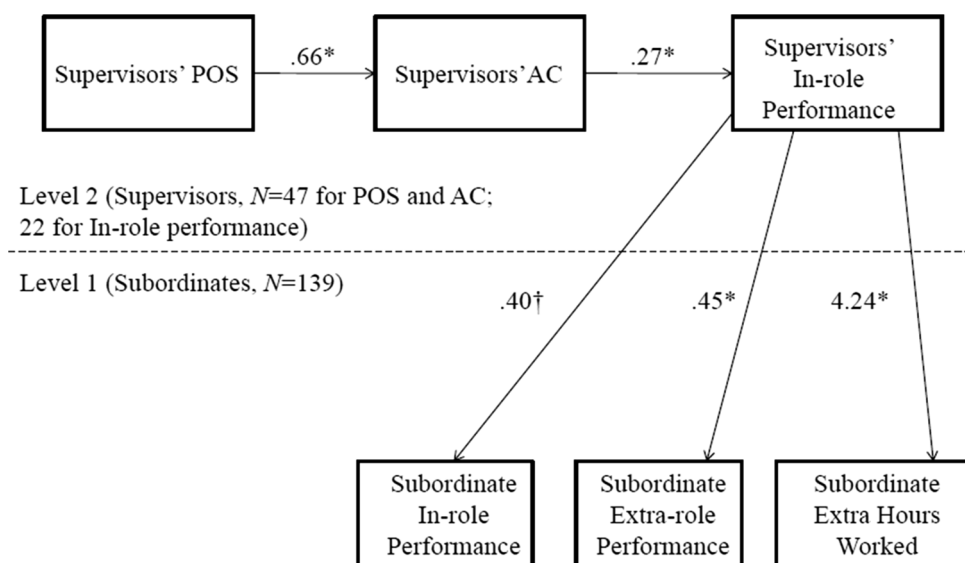 Supervisors' POS
.66*
Supervisors'AC
.27*
Supervisors'
In-role
Performance
Level 2 (Supervisors, N=47 for POS and AC;
22 for In-role performance)
Level 1 (Subordinates, N=139)
.40†
.45*
4.24*
Subordinate
In-role
Performance
Subordinate
Extra-role
Performance
Subordinate
Extra Hours
Worked